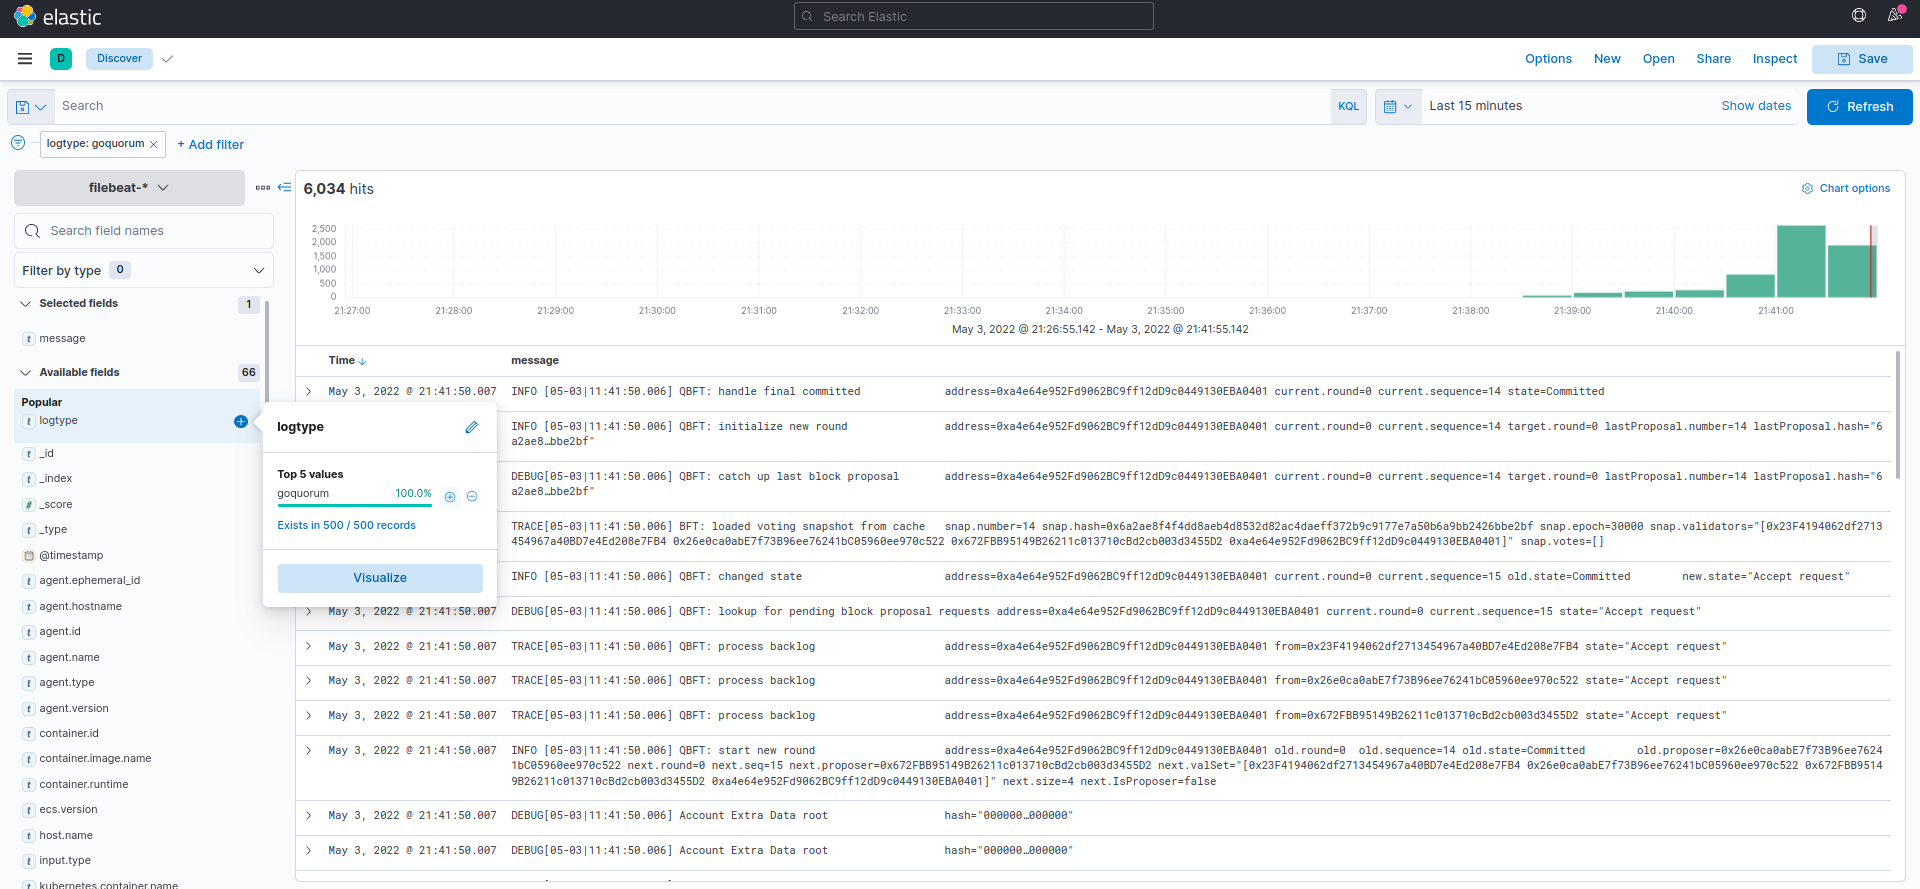 elastic
Search Elastic
D
Discover
Options
New
Open
Share
Inspect
Save
Search
KQL
Last 15 minutes
Show dates
Refresh
logtype: goquorum
+ Add filter
filebeat-*
Search field names
Filter by type 0
Selected fields 1
t message
Available fields 66
Popular
t logtype
t _id
t _index
# _score
t _type
@timestamp
t agent.ephemeral_id
t agent.hostname
t agent.id
t agent.name
t agent.type
t agent.version
t container.id
t container.image.name
t container.runtime
t ecs.version
t host.name
t input.type
t kubernetes.container.name
logtype
Top 5 values
goquorum 100.0%
Exists in 500 / 500 records
Visualize
6,034 hits
Chart options
2,500
2,000
1,500
1,000
500
0
21:27:00 21:28:00 21:29:00 21:30:00 21:31:00 21:32:00 21:33:00 21:34:00 21:35:00 21:36:00 21:37:00 21:38:00 21:39:00 21:40:00 21:41:00
May 3, 2022 @ 21:26:55.142 - May 3, 2022 @ 21:41:55.142
Time message
May 3, 2022 @ 21:41:50.007 INFO [05-03|11:41:50.006] QBFT: handle final committed address=0xa4e64e952Fd9062BC9ff12dD9c0449130EBA0401 current.round=0 current.sequence=14 state=Committed
INFO [05-03|11:41:50.006] QBFT: initialize new round address=0xa4e64e952Fd9062BC9ff12dD9c0449130EBA0401 current.round=0 current.sequence=14 target.round=0 lastProposal.number=14 lastProposal.hash="6
a2ae8…bbe2bf"
DEBUG[05-03|11:41:50.006] QBFT: catch up last block proposal address=0xa4e64e952Fd9062BC9ff12dD9c0449130EBA0401 current.round=0 current.sequence=14 target.round=0 lastProposal.number=14 lastProposal.hash="6
a2ae8…bbe2bf"
TRACE[05-03|11:41:50.006] BFT: loaded voting snapshot from cache snap.number=14 snap.hash=0x6a2ae8f4f4dd8aeb4d8532d82ac4daeff372b9c9177e7a50b6a9bb2426bbe2bf snap.epoch=30000 snap.validators="[0x23F4194062df2713
454967a40BD7e4Ed208e7FB4 0x26e0ca0abE7f73B96ee76241bC05960ee970c522 0x672FBB95149B26211c013710cBd2cb003d3455D2 0xa4e64e952Fd9062BC9ff12dD9c0449130EBA0401]" snap.votes=[]
INFO [05-03|11:41:50.006] QBFT: changed state address=0xa4e64e952Fd9062BC9ff12dD9c0449130EBA0401 current.round=0 current.sequence=15 old.state=Committed new.state="Accept request"
May 3, 2022 @ 21:41:50.007 DEBUG[05-03|11:41:50.006] QBFT: lookup for pending block proposal requests address=0xa4e64e952Fd9062BC9ff12dD9c0449130EBA0401 current.round=0 current.sequence=15 state="Accept request"
May 3, 2022 @ 21:41:50.007 TRACE[05-03|11:41:50.006] QBFT: process backlog address=0xa4e64e952Fd9062BC9ff12dD9c0449130EBA0401 from=0x23F4194062df2713454967a40BD7e4Ed208e7FB4 state="Accept request"
May 3, 2022 @ 21:41:50.007 TRACE[05-03|11:41:50.006] QBFT: process backlog address=0xa4e64e952Fd9062BC9ff12dD9c0449130EBA0401 from=0x26e0ca0abE7f73B96ee76241bC05960ee970c522 state="Accept request"
May 3, 2022 @ 21:41:50.007 TRACE[05-03|11:41:50.006] QBFT: process backlog address=0xa4e64e952Fd9062BC9ff12dD9c0449130EBA0401 from=0x672FBB95149B26211c013710cBd2cb003d3455D2 state="Accept request"
May 3, 2022 @ 21:41:50.007 INFO [05-03|11:41:50.006] QBFT: start new round address=0xa4e64e952Fd9062BC9ff12dD9c0449130EBA0401 old.round=0 old.sequence=14 old.state=Committed old.proposer=0x26e0ca0abE7f73B96ee7624
1bC05960ee970c522 next.round=0 next.seq=15 next.proposer=0x672FBB95149B26211c013710cBd2cb003d3455D2 next.valSet="[0x23F4194062df2713454967a40BD7e4Ed208e7FB4 0x26e0ca0abE7f73B96ee76241bC05960ee970c522 0x672FBB9514
9B26211c013710cBd2cb003d3455D2 0xa4e64e952Fd9062BC9ff12dD9c0449130EBA0401]" next.size=4 next.IsProposer=false
May 3, 2022 @ 21:41:50.007 DEBUG[05-03|11:41:50.006] Account Extra Data root hash="000000…000000"
May 3, 2022 @ 21:41:50.007 DEBUG[05-03|11:41:50.006] Account Extra Data root hash="000000…000000"